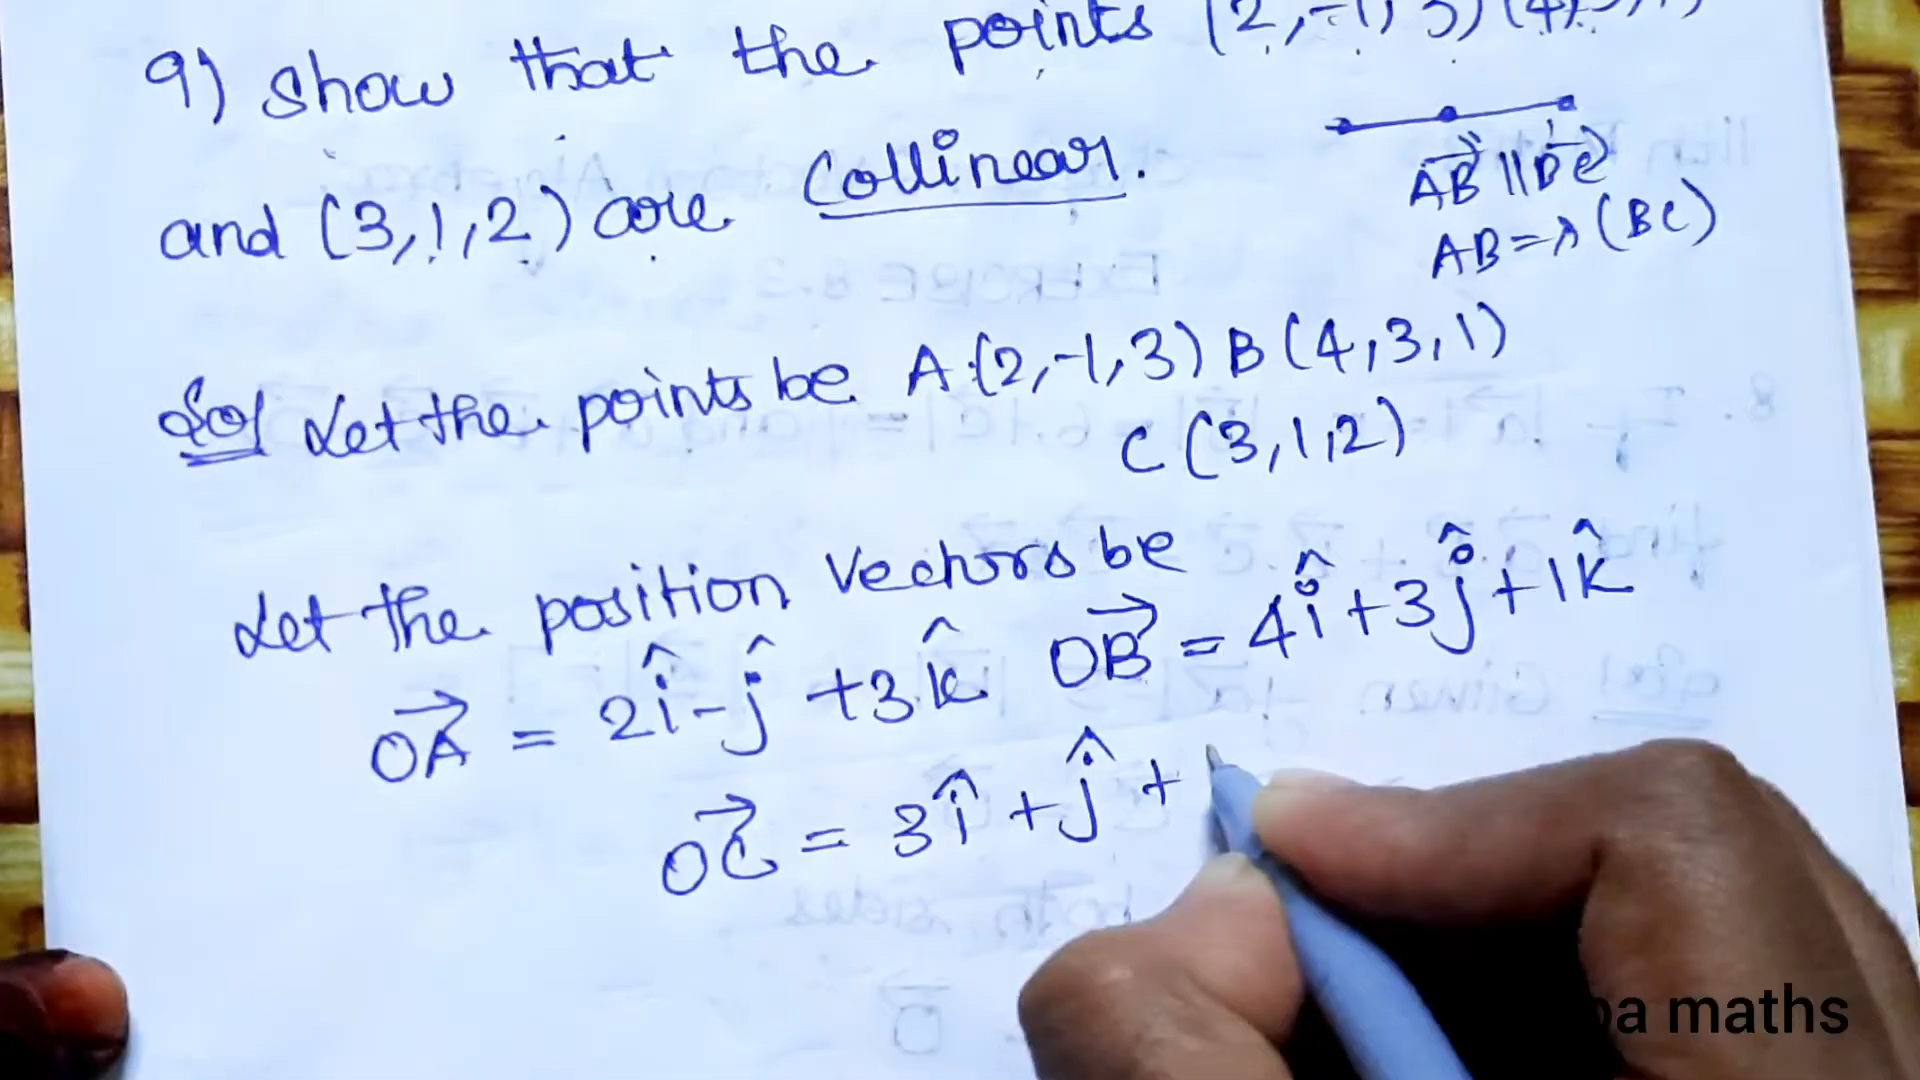 9) Show that the points (2,-1,3) (4,3,1)
and (3,1,2) are Collinear.
AB || BC
AB = λ (BC)
Sol Let the points be A (2,-1,3) B (4,3,1)
C (3,1,2)
Let the position vectors be
OA = 2î - ĵ + 3k̂ OB = 4î + 3ĵ + 1k̂
OC = 3î + ĵ +
maths